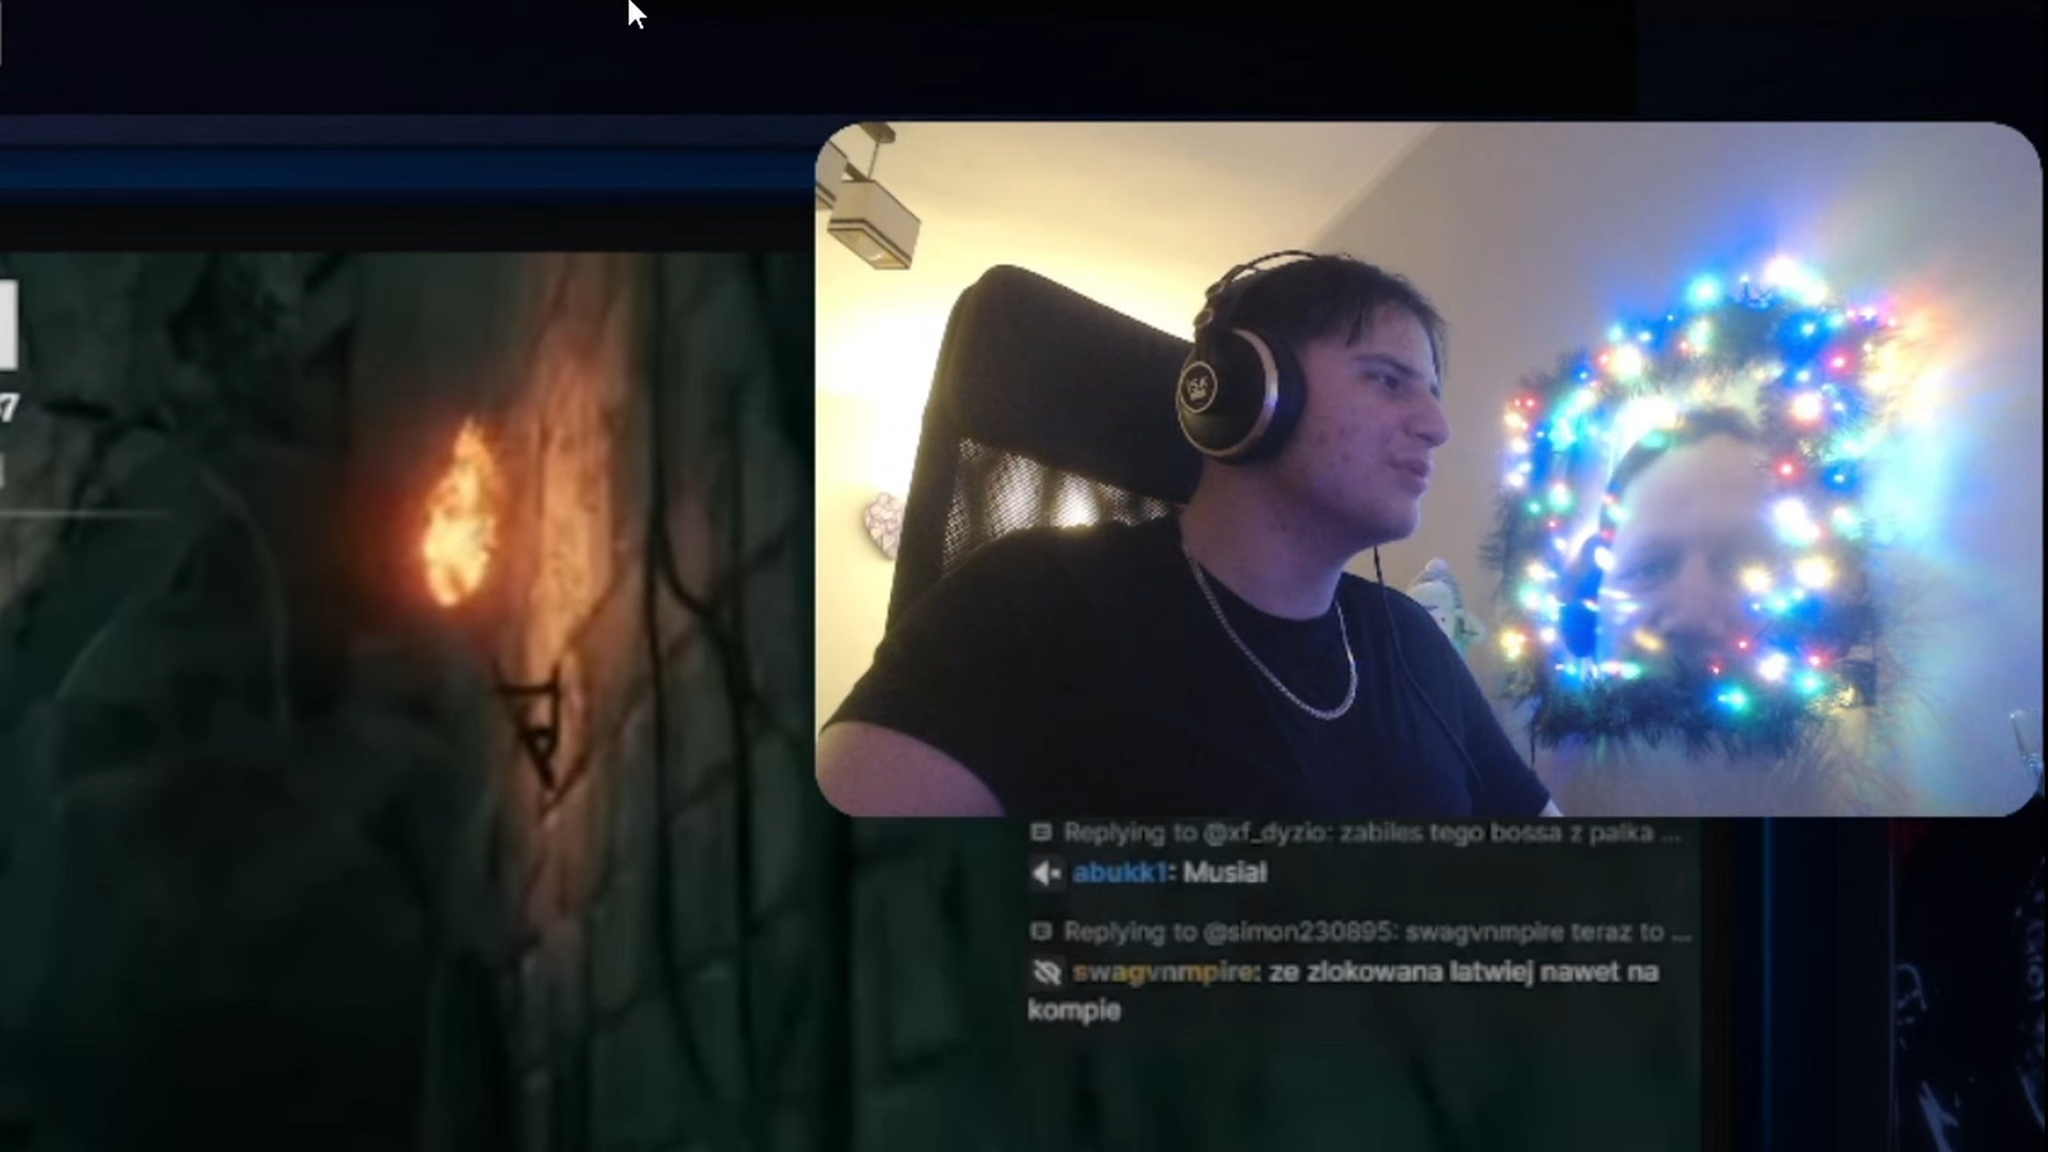 7
Replying to @xf_dyzio: zabiles tego bossa z palka ...
abukk1: Musiał
Replying to @simon230895: swagvnmpire teraz to ...
swagvnmpire: ze zlokowana latwiej nawet na
kompie